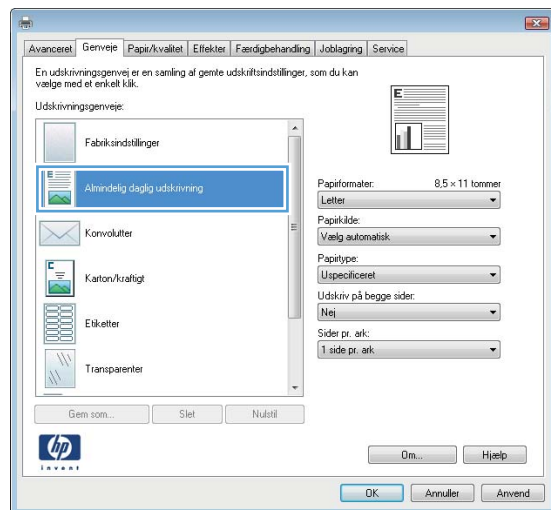 Avanceret Genveje Papir/kvalitet Effekter Færdigbehandling Joblagring Service
En udskrivningsgenvej er en samling af gemte udskriftsindstillinger, som du kan
vælge med et enkelt klik.
Udskrivningsgenveje:
Fabriksindstillinger
Almindelig daglig udskrivning
Konvolutter
Karton/kraftigt
Etiketter
Transparenter
Gem som... Slet Nulstil
E
Papirformater: 8,5 × 11 tommer
Letter
Papirkilde:
Vælg automatisk
Papirtype:
Uspecificeret
Udskriv på begge sider:
Nej
Sider pr. ark:
1 side pr. ark
hp
invent
Om... Hjælp
OK Annuller Anvend